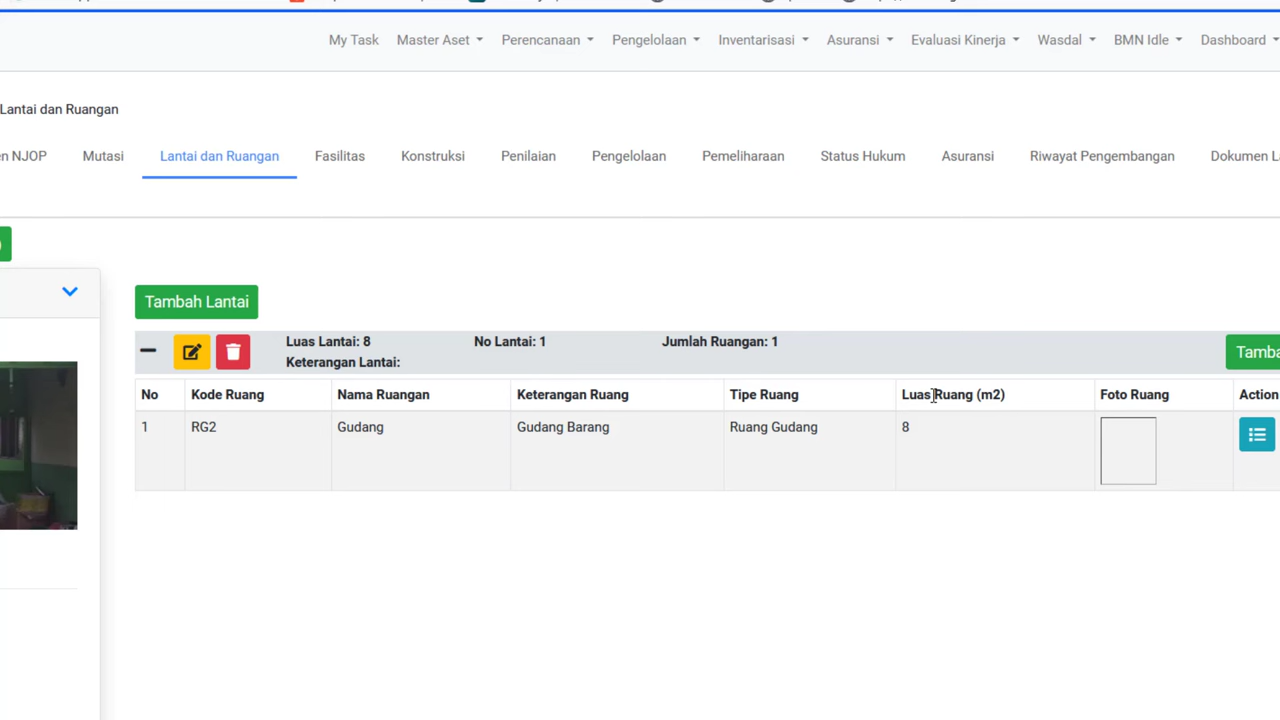 My Task Master Aset Perencanaan Pengelolaan Inventarisasi Asuransi Evaluasi Kinerja Wasdal BMN Idle Dashboard
Lantai dan Ruangan
en NJOP Mutasi Lantai dan Ruangan Fasilitas Konstruksi Penilaian Pengelolaan Pemeliharaan Status Hukum Asuransi Riwayat Pengembangan Dokumen L
Tambah Lantai
Luas Lantai: 8 No Lantai: 1 Jumlah Ruangan: 1
Keterangan Lantai:
Tamba
No Kode Ruang Nama Ruangan Keterangan Ruang Tipe Ruang Luas Ruang (m2) Foto Ruang Action
1 RG2 Gudang Gudang Barang Ruang Gudang 8